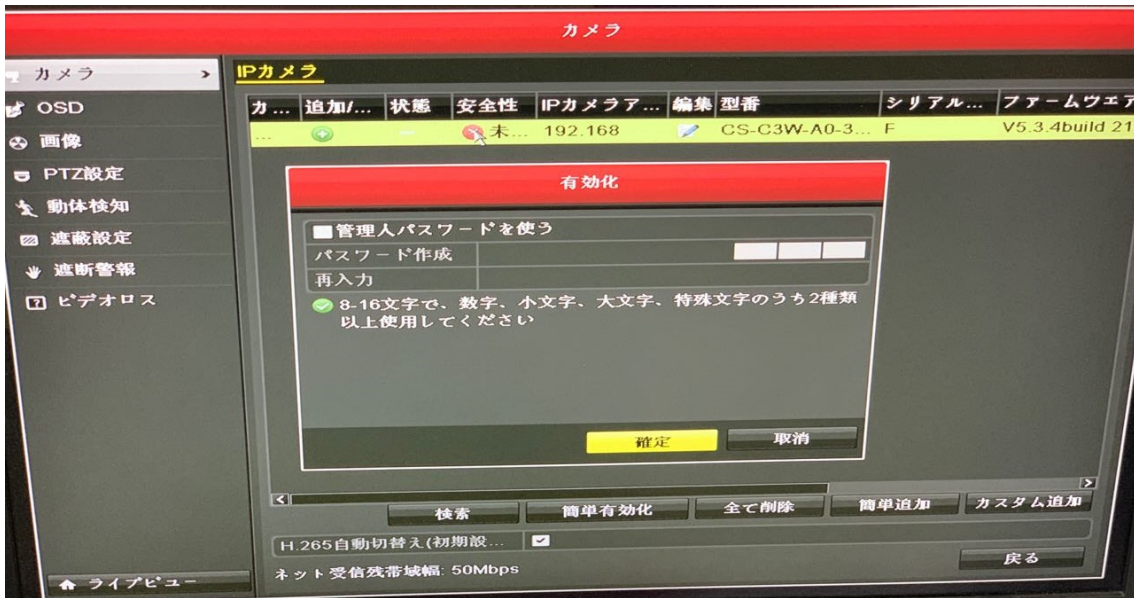 カメラ
カメラ >
OSD
画像
PTZ設定
動体検知
遮蔽設定
遮断警報
ビデオロス
ライブビュー
IPカメラ
カ... 追加/... 状態 安全性 IPカメラア... 編集 型番 シリアル... ファームウエア
... 未... 192.168 CS-C3W-A0-3... F V5.3.4build 21
有効化
管理人パスワードを使う
パスワード作成
再入力
8-16文字で、数字、小文字、大文字、特殊文字のうち2種類
以上使用してください
確定 取消
検索 簡単有効化 全て削除 簡単追加 カスタム追加
H.265自動切替え(初期設...
ネット受信残帯域幅: 50Mbps
戻る